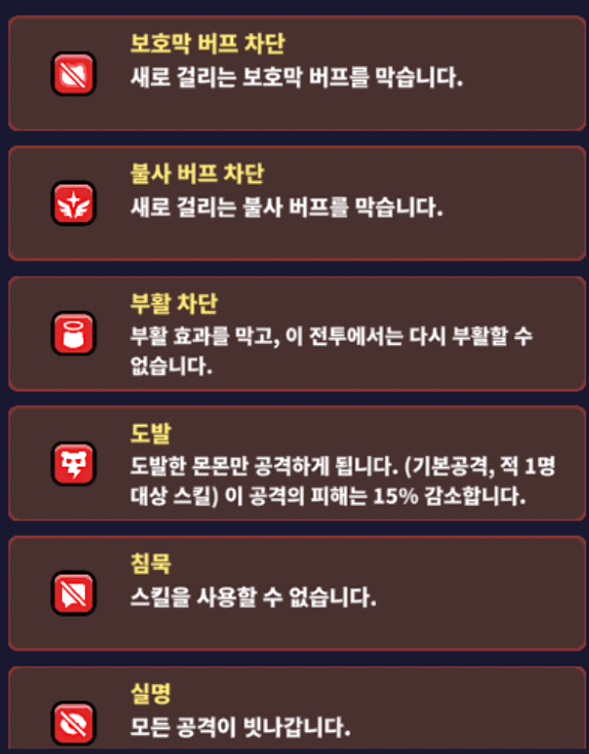 보호막 버프 차단
새로 걸리는 보호막 버프를 막습니다.
불사 버프 차단
새로 걸리는 불사 버프를 막습니다.
부활 차단
부활 효과를 막고, 이 전투에서는 다시 부활할 수
없습니다.
도발
도발한 몬몬만 공격하게 됩니다. (기본공격, 적 1명
대상 스킬) 이 공격의 피해는 15% 감소합니다.
침묵
스킬을 사용할 수 없습니다.
실명
모든 공격이 빗나갑니다.